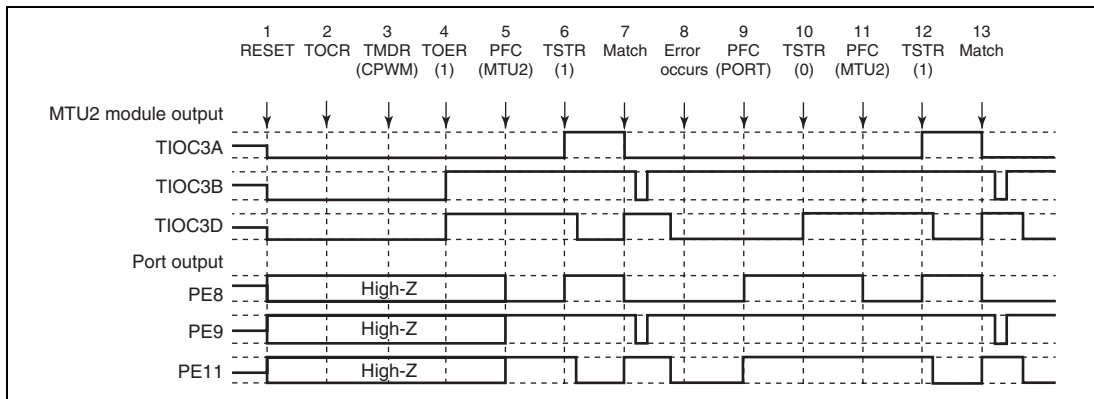 1 2 3 4 5 6 7 8 9 10 11 12 13
RESET TOCR TMDR TOER PFC TSTR Match Error PFC TSTR PFC TSTR Match
(CPWM) (1) (MTU2) (1) occurs (PORT) (0) (MTU2) (1)
MTU2 module output
TIOC3A
TIOC3B
TIOC3D
Port output
PE8 High-Z
PE9 High-Z
PE11 High-Z